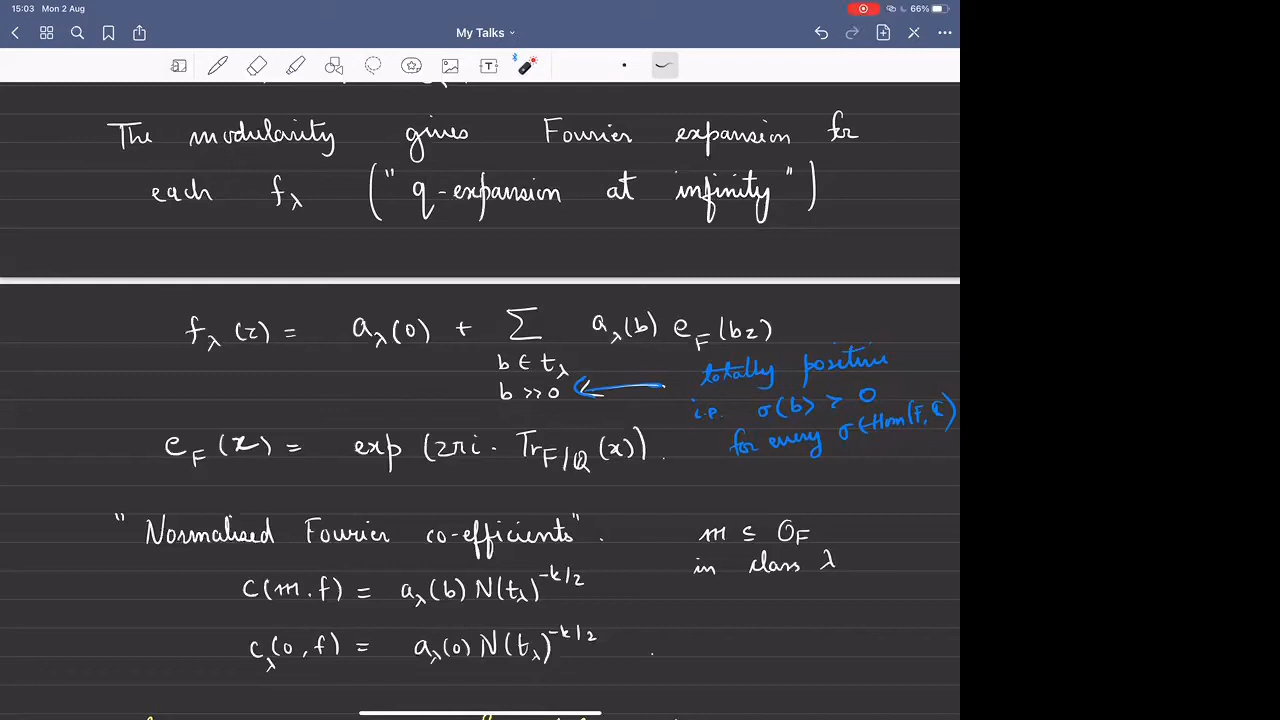 15:03 Mon 2 Aug
66%
My Talks
The modularity gives Fourier expansion for
each f_λ ("q-expansion at infinity")
f_λ(z) = a_λ(0) + Σ a_λ(b) e_F(bz)
b ∈ t_λ
b >> 0
totally positive
i.e. σ(b) > 0
for every σ ∈ Hom(F, ℂ)
e_F(x) = exp(2πi · Tr_{F/ℚ}(x)).
"Normalised Fourier co-efficients".
m ⊆ O_F
in class λ
c(m, f) = a_λ(b) N(t_λ)^{-k/2}
c_λ(0, f) = a_λ(0) N(t_λ)^{-k/2}.